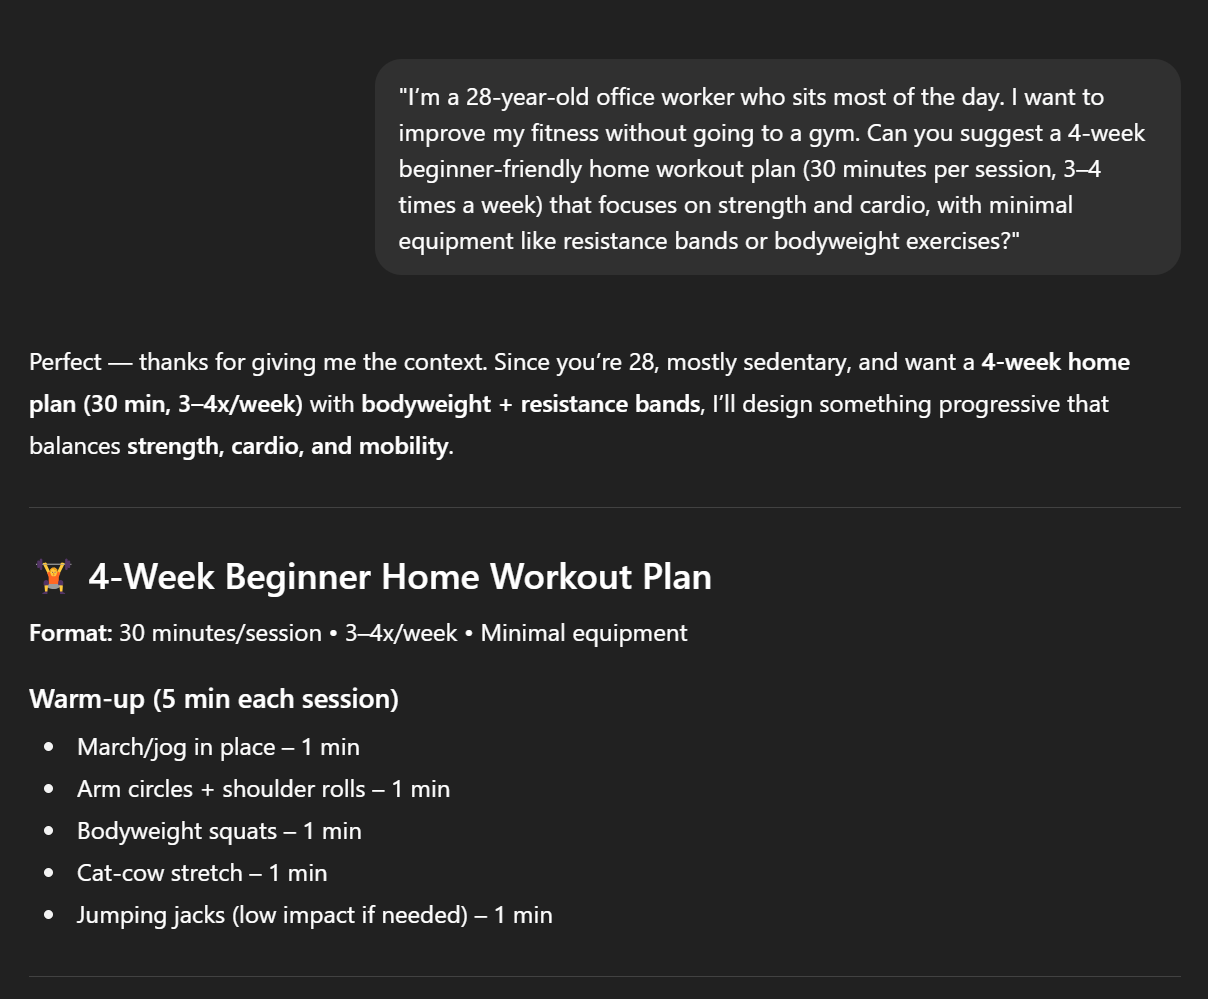 "I’m a 28-year-old office worker who sits most of the day. I want to
improve my fitness without going to a gym. Can you suggest a 4-week
beginner-friendly home workout plan (30 minutes per session, 3–4
times a week) that focuses on strength and cardio, with minimal
equipment like resistance bands or bodyweight exercises?"
Perfect — thanks for giving me the context. Since you’re 28, mostly sedentary, and want a 4-week home
plan (30 min, 3–4x/week) with bodyweight + resistance bands, I’ll design something progressive that
balances strength, cardio, and mobility.
4-Week Beginner Home Workout Plan
Format: 30 minutes/session • 3–4x/week • Minimal equipment
Warm-up (5 min each session)
• March/jog in place – 1 min
• Arm circles + shoulder rolls – 1 min
• Bodyweight squats – 1 min
• Cat-cow stretch – 1 min
• Jumping jacks (low impact if needed) – 1 min